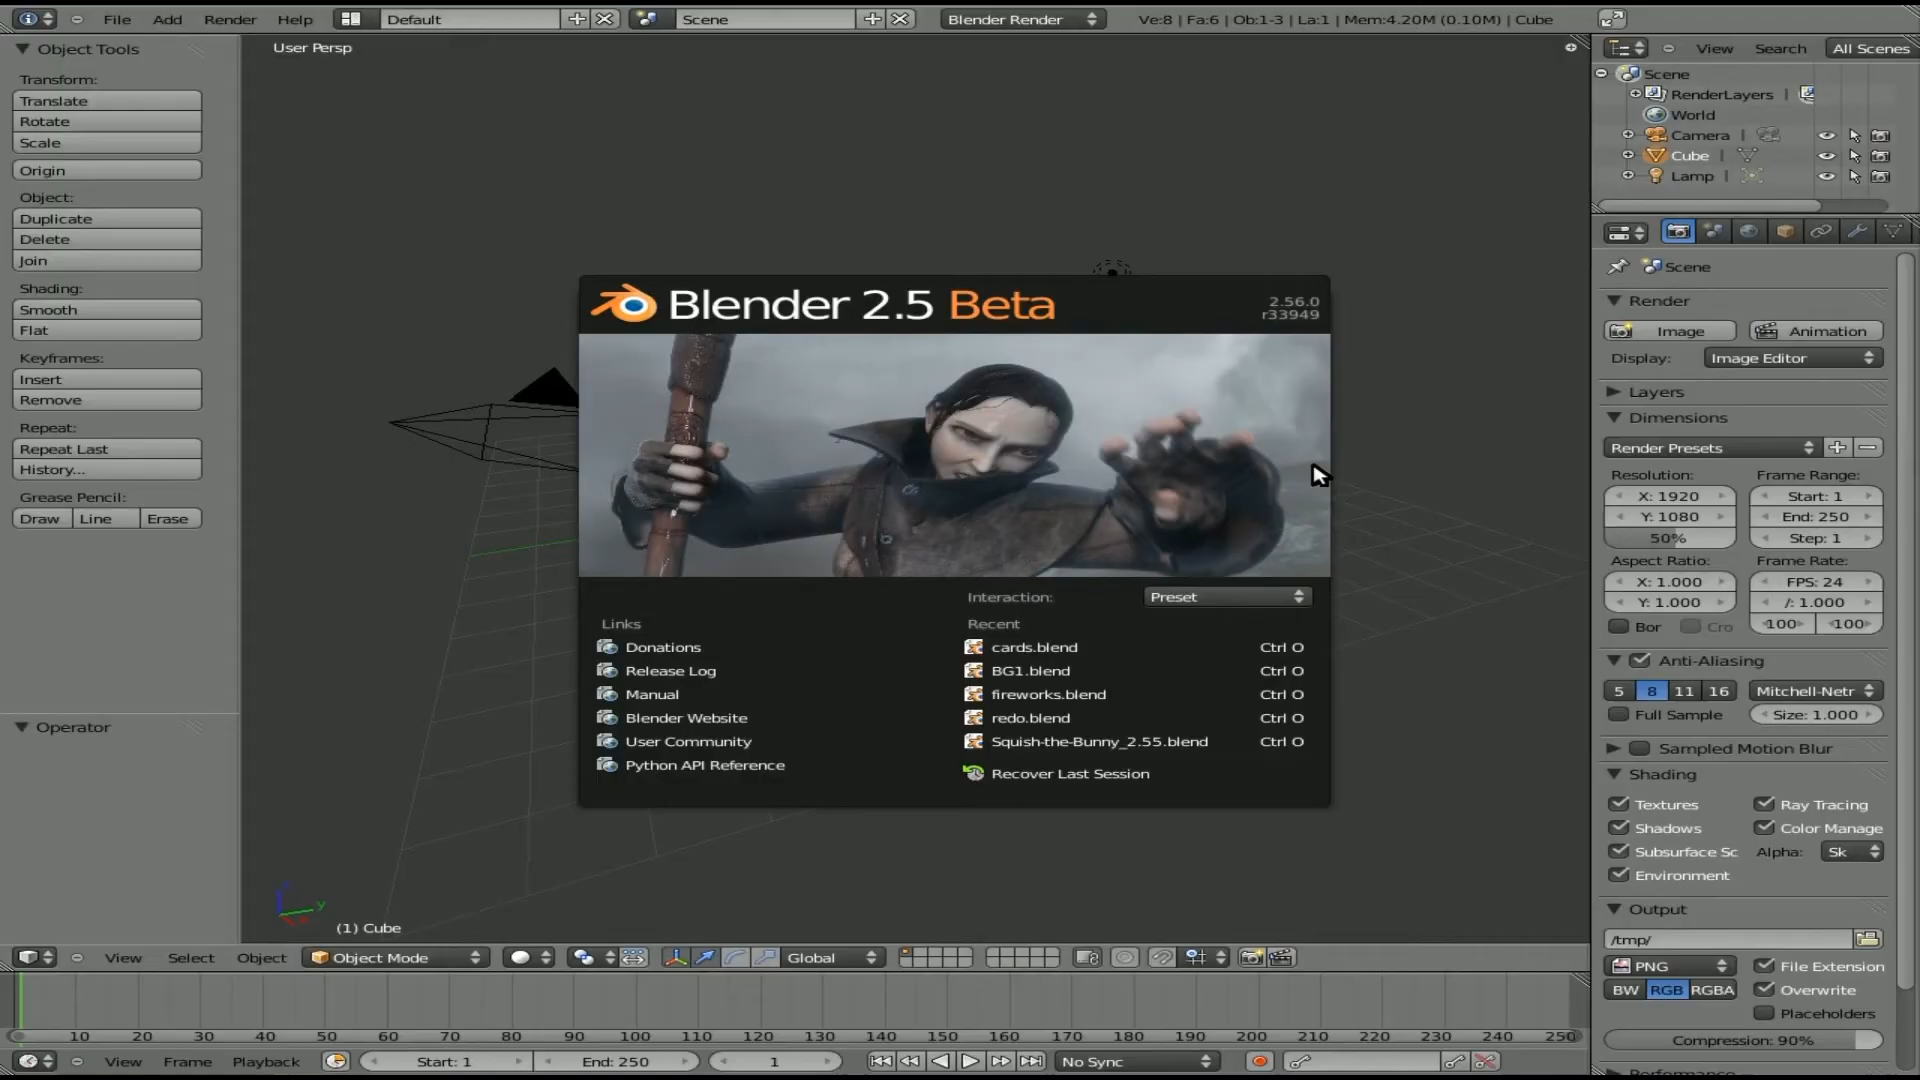 File Add Render Help Default Scene Blender Render Ve:8 | Fa:6 | Ob:1-3 | La:1 | Mem:4.20M (0.10M) | Cube
Object Tools
Transform:
Translate
Rotate
Scale
Origin
Object:
Duplicate
Delete
Join
Shading:
Smooth
Flat
Keyframes:
Insert
Remove
Repeat:
Repeat Last
History...
Grease Pencil:
Draw Line Erase
Operator
User Persp
Blender 2.5 Beta
2.56.0
r33949
Interaction: Preset
Links
Donations
Release Log
Manual
Blender Website
User Community
Python API Reference
Recent
cards.blend Ctrl O
BG1.blend Ctrl O
fireworks.blend Ctrl O
redo.blend Ctrl O
Squish-the-Bunny_2.55.blend Ctrl O
Recover Last Session
y
(1) Cube
View Select Object Object Mode Global
10 20 30 40 50 60 70 80 90 100 110 120 130 140 150 160 170 180 190 200 210 220 230 240 250
View Frame Playback Start: 1 End: 250 1 No Sync
View Search All Scenes
Scene
RenderLayers |
World
Camera |
Cube |
Lamp |
Scene
Render
Image Animation
Display: Image Editor
Layers
Dimensions
Render Presets
Resolution: Frame Range:
X: 1920 Start: 1
Y: 1080 End: 250
50% Step: 1
Aspect Ratio: Frame Rate:
X: 1.000 FPS: 24
Y: 1.000 /: 1.000
Bor Cro 100 100
Anti-Aliasing
5 8 11 16 Mitchell-Netr
Full Sample Size: 1.000
Sampled Motion Blur
Shading
Textures Ray Tracing
Shadows Color Manage
Subsurface Sc Alpha: Sk
Environment
Output
/tmp/
PNG File Extension
BW RGB RGBA Overwrite
Placeholders
Compression: 90%